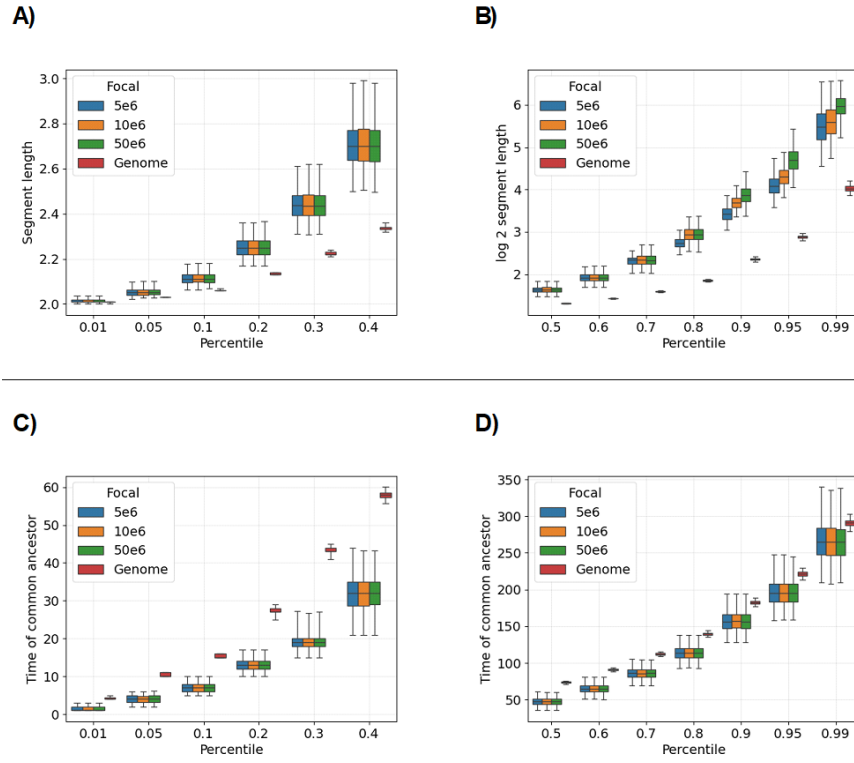 A)
B)
Focal
5e6
10e6
50e6
Genome
Segment length
3.0
2.8
2.6
2.4
2.2
2.0
0.01 0.05 0.1 0.2 0.3 0.4
Percentile
Focal
5e6
10e6
50e6
Genome
log 2 segment length
6
5
4
3
2
0.5 0.6 0.7 0.8 0.9 0.95 0.99
Percentile
C)
D)
Focal
5e6
10e6
50e6
Genome
Time of common ancestor
60
50
40
30
20
10
0
0.01 0.05 0.1 0.2 0.3 0.4
Percentile
Focal
5e6
10e6
50e6
Genome
Time of common ancestor
350
300
250
200
150
100
50
0.5 0.6 0.7 0.8 0.9 0.95 0.99
Percentile